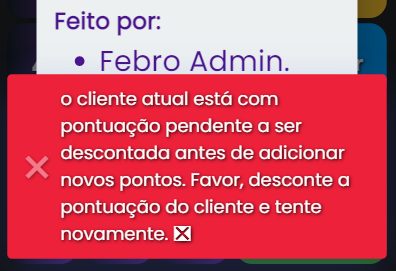 Feito por:
• Febro Admin.
o cliente atual está com
pontuação pendente a ser
descontada antes de adicionar
novos pontos. Favor, desconte a
pontuação do cliente e tente
novamente. ❎